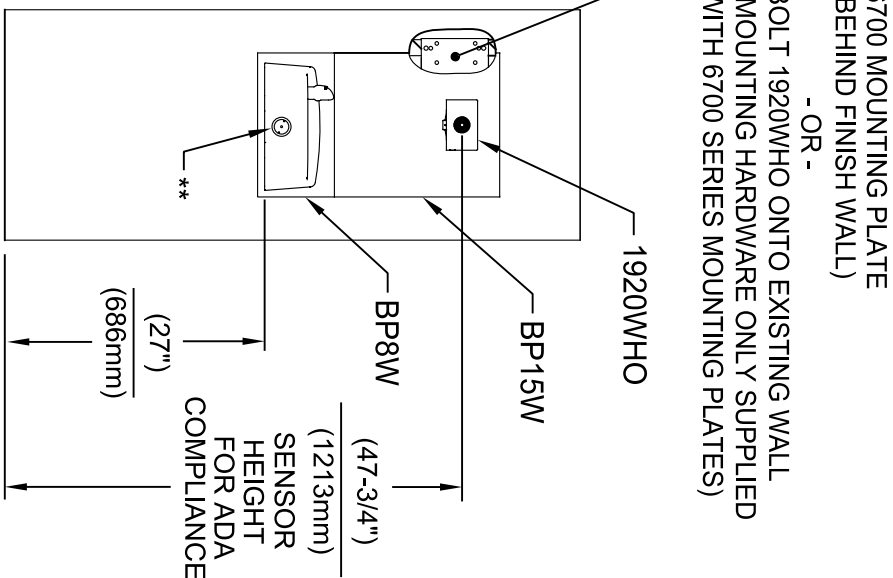 6700 MOUNTING PLATE
(BEHIND FINISH WALL)
- OR -
BOLT 1920WHO ONTO EXISTING WALL
MOUNTING HARDWARE ONLY SUPPLIED
WITH 6700 SERIES MOUNTING PLATES)
1920WHO
BP15W
BP8W
**
(27")
(686mm)
(47-3/4")
(1213mm)
SENSOR
HEIGHT
FOR ADA
COMPLIANCE